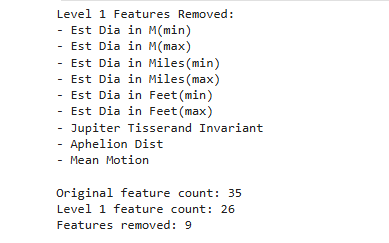 Level 1 Features Removed:
- Est Dia in M(min)
- Est Dia in M(max)
- Est Dia in Miles(min)
- Est Dia in Miles(max)
- Est Dia in Feet(min)
- Est Dia in Feet(max)
- Jupiter Tisserand Invariant
- Aphelion Dist
- Mean Motion

Original feature count: 35
Level 1 feature count: 26
Features removed: 9